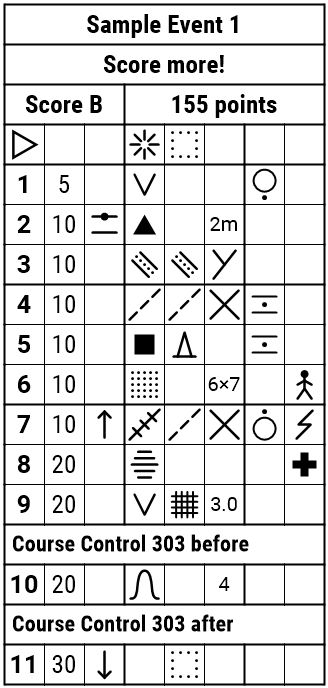 Sample Event 1
Score more!
Score B 155 points
1 5
2 10 2m
3 10
4 10
5 10
6 10 6×7
7 10
8 20
9 20 3.0
Course Control 303 before
10 20 4
Course Control 303 after
11 30